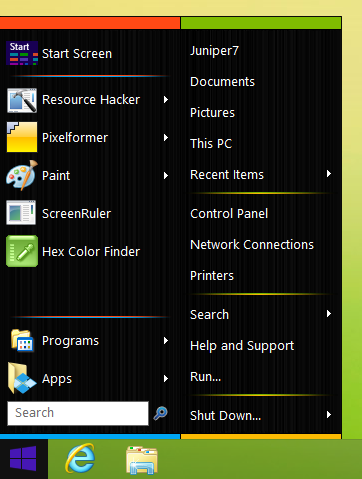 Start
Start Screen
Resource Hacker
Pixelformer
Paint
ScreenRuler
Hex Color Finder
Programs
Apps
Search
Juniper7
Documents
Pictures
This PC
Recent Items
Control Panel
Network Connections
Printers
Search
Help and Support
Run...
Shut Down...